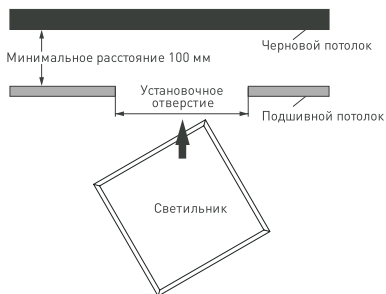 Черновой потолок
Минимальное расстояние 100 мм
Установочное
отверстие
Подшивной потолок
Светильник